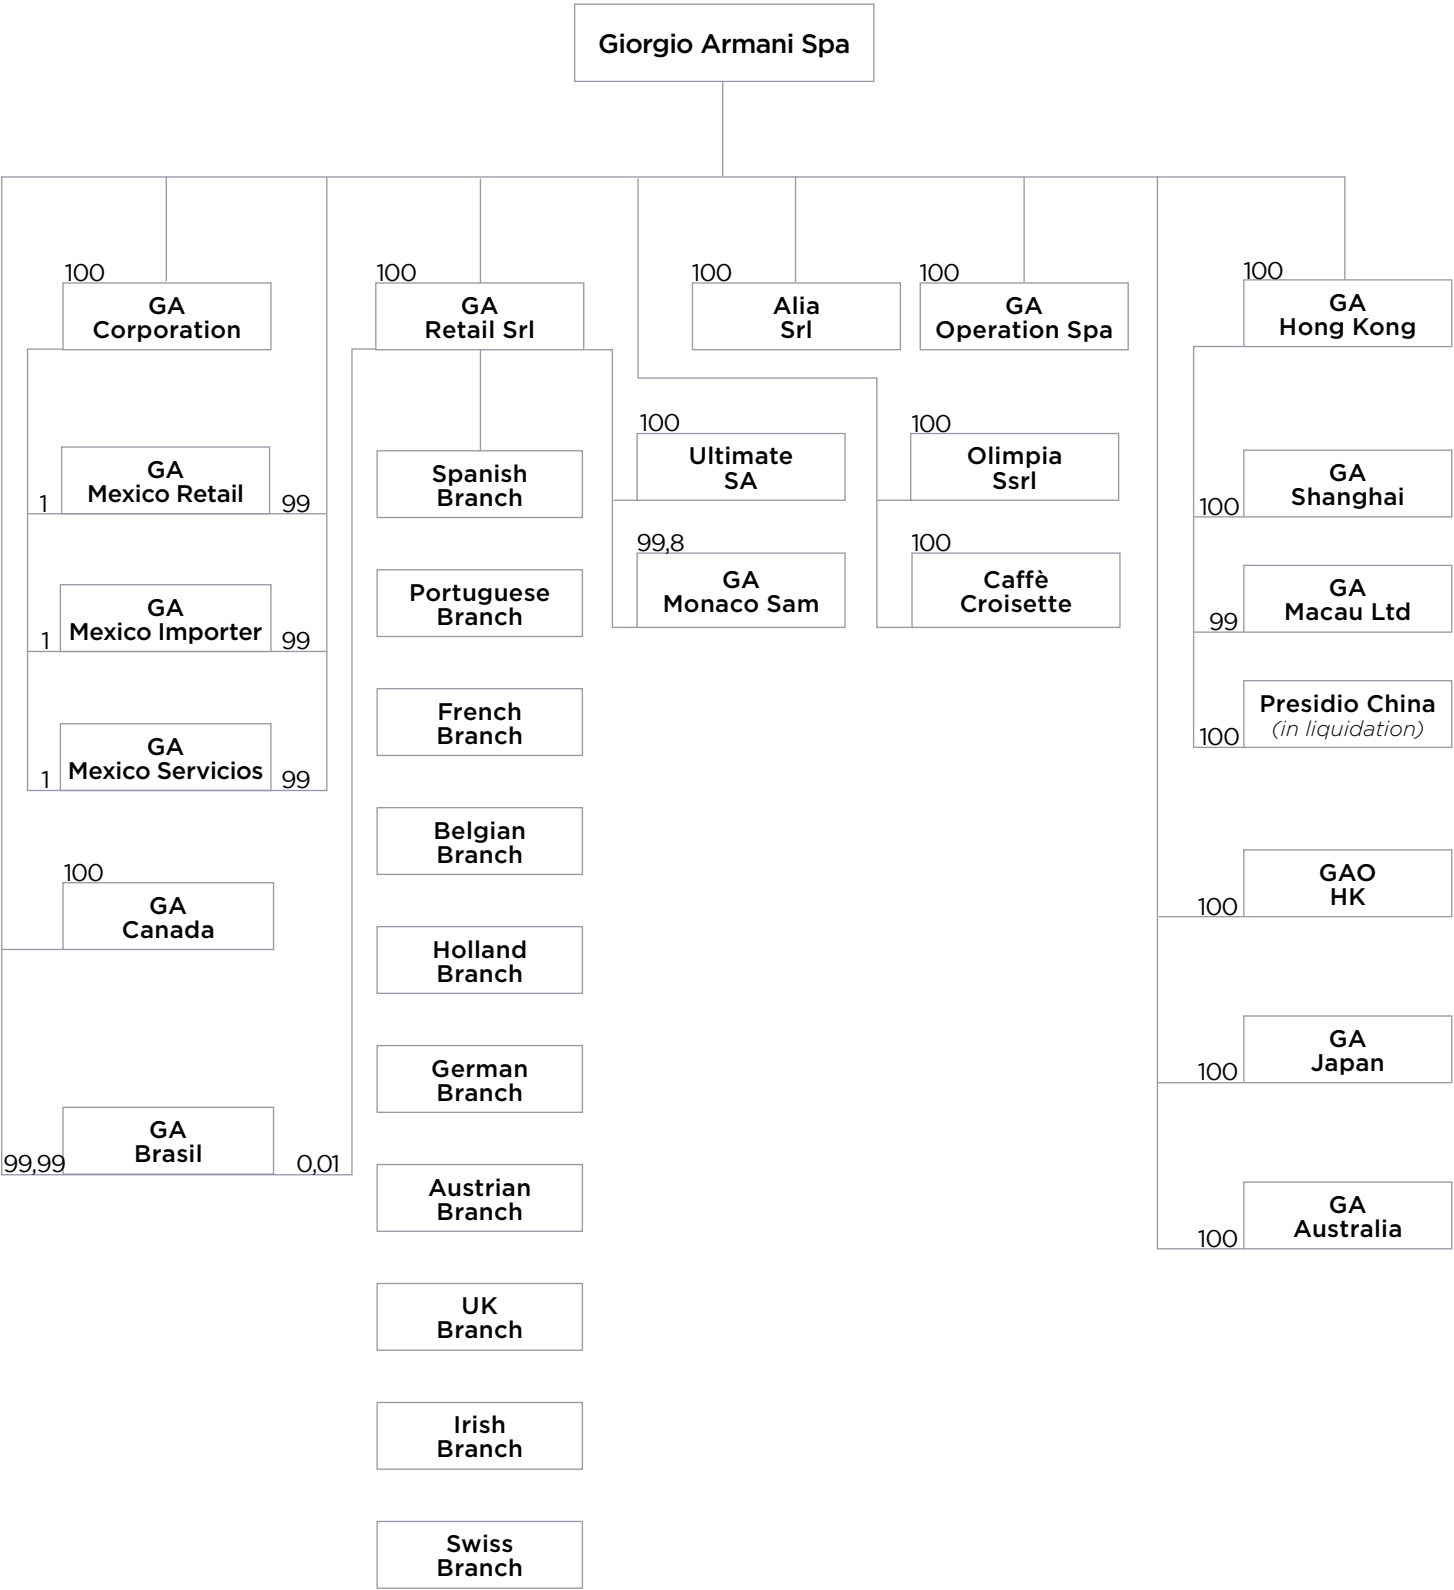 Giorgio Armani Spa
100
GA
Corporation
1
GA
Mexico Retail
99
1
GA
Mexico Importer
99
1
GA
Mexico Servicios
99
100
GA
Canada
99,99
GA
Brasil
0,01
100
GA
Retail Srl
Spanish
Branch
Portuguese
Branch
French
Branch
Belgian
Branch
Holland
Branch
German
Branch
Austrian
Branch
UK
Branch
Irish
Branch
Swiss
Branch
100
Alia
Srl
100
Ultimate
SA
99,8
GA
Monaco Sam
100
GA
Operation Spa
100
Olimpia
Ssrl
100
Caffè
Croisette
100
GA
Hong Kong
100
GA
Shanghai
99
GA
Macau Ltd
100
Presidio China
(in liquidation)
100
GAO
HK
100
GA
Japan
100
GA
Australia